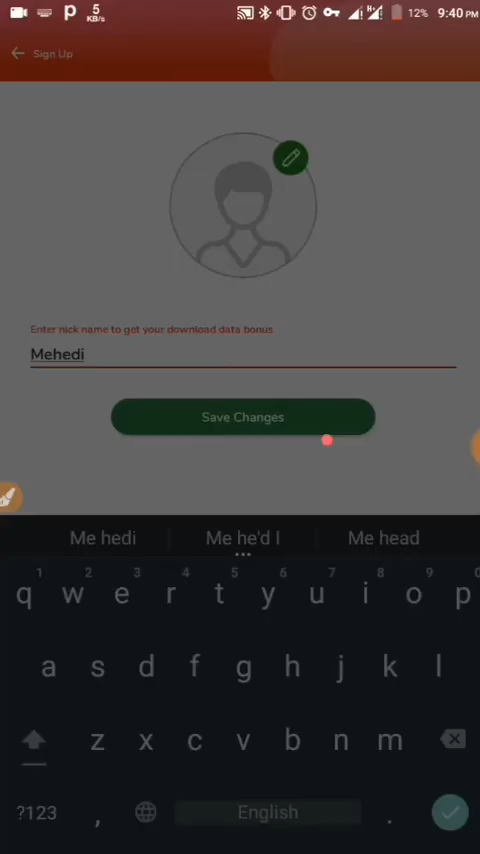 5 KB/s 12% 9:40 PM
Sign Up
Enter nick name to get your download data bonus
Mehedi
Save Changes
Me hedi Me he'd I Me head
1 2 3 4 5 6 7 8 9 0
q w e r t y u i o p
a s d f g h j k l
z x c v b n m
?123 , English .